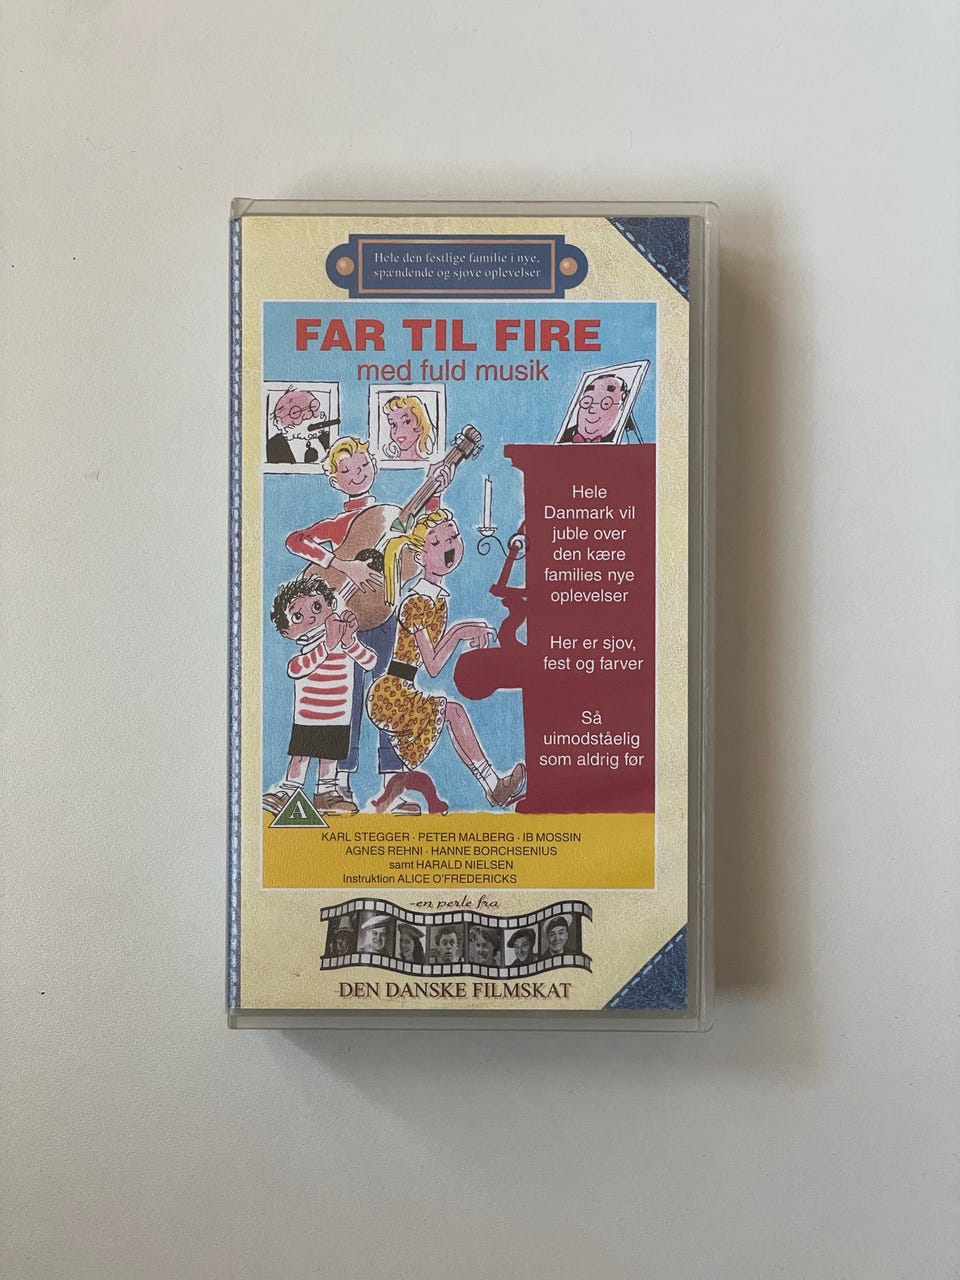 Hele den festlige familie i nye,
spændende og sjove oplevelser
FAR TIL FIRE
med fuld musik
Hele
Danmark vil
juble over
den kære
families nye
oplevelser
Her er sjov,
fest og farver
Så
uimodståelig
som aldrig før
A
KARL STEGGER · PETER MALBERG · IB MOSSIN
AGNES REHNI · HANNE BORCHSENIUS
samt HARALD NIELSEN
Instruktion ALICE O'FREDERICKS
-en perle fra
DEN DANSKE FILMSKAT